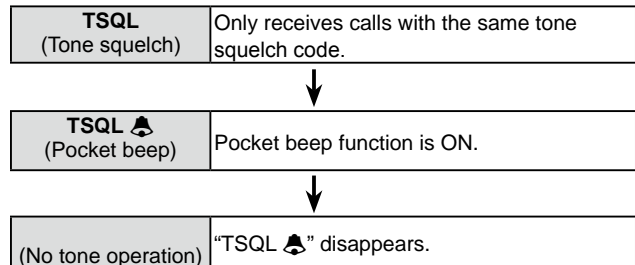 TSQL
(Tone squelch)
Only receives calls with the same tone
squelch code.
TSQL 🔔
(Pocket beep)
Pocket beep function is ON.
(No tone operation)
“TSQL 🔔” disappears.